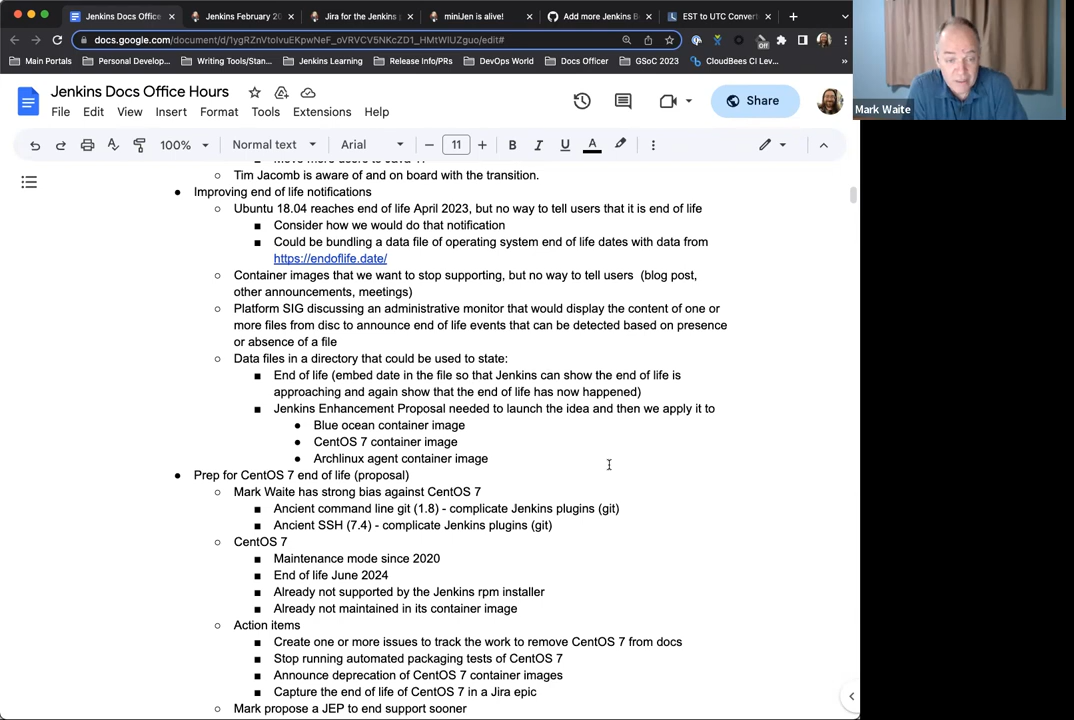 Jenkins Docs Office
Jenkins February 20
Jira for the Jenkins p
miniJen is alive!
Add more Jenkins B
EST to UTC Convert
docs.google.com/document/d/1ygRZnVtoIvuEKpwNeF_oVRVCV5NKcZD1_HMtWlUZguo/edit#
Main Portals
Personal Develop...
Writing Tools/Stan...
Jenkins Learning
Release Info/PRs
DevOps World
Docs Officer
GSoC 2023
CloudBees CI Lev...
Off
Mark Waite
Jenkins Docs Office Hours
File Edit View Insert Format Tools Extensions Help
Share
100% Normal text Arial 11 B I U A
Tim Jacomb is aware of and on board with the transition.
Improving end of life notifications
Ubuntu 18.04 reaches end of life April 2023, but no way to tell users that it is end of life
Consider how we would do that notification
Could be bundling a data file of operating system end of life dates with data from
https://endoflife.date/
Container images that we want to stop supporting, but no way to tell users (blog post,
other announcements, meetings)
Platform SIG discussing an administrative monitor that would display the content of one or
more files from disc to announce end of life events that can be detected based on presence
or absence of a file
Data files in a directory that could be used to state:
End of life (embed date in the file so that Jenkins can show the end of life is
approaching and again show that the end of life has now happened)
Jenkins Enhancement Proposal needed to launch the idea and then we apply it to
Blue ocean container image
CentOS 7 container image
Archlinux agent container image
Prep for CentOS 7 end of life (proposal)
Mark Waite has strong bias against CentOS 7
Ancient command line git (1.8) - complicate Jenkins plugins (git)
Ancient SSH (7.4) - complicate Jenkins plugins (git)
CentOS 7
Maintenance mode since 2020
End of life June 2024
Already not supported by the Jenkins rpm installer
Already not maintained in its container image
Action items
Create one or more issues to track the work to remove CentOS 7 from docs
Stop running automated packaging tests of CentOS 7
Announce deprecation of CentOS 7 container images
Capture the end of life of CentOS 7 in a Jira epic
Mark propose a JEP to end support sooner